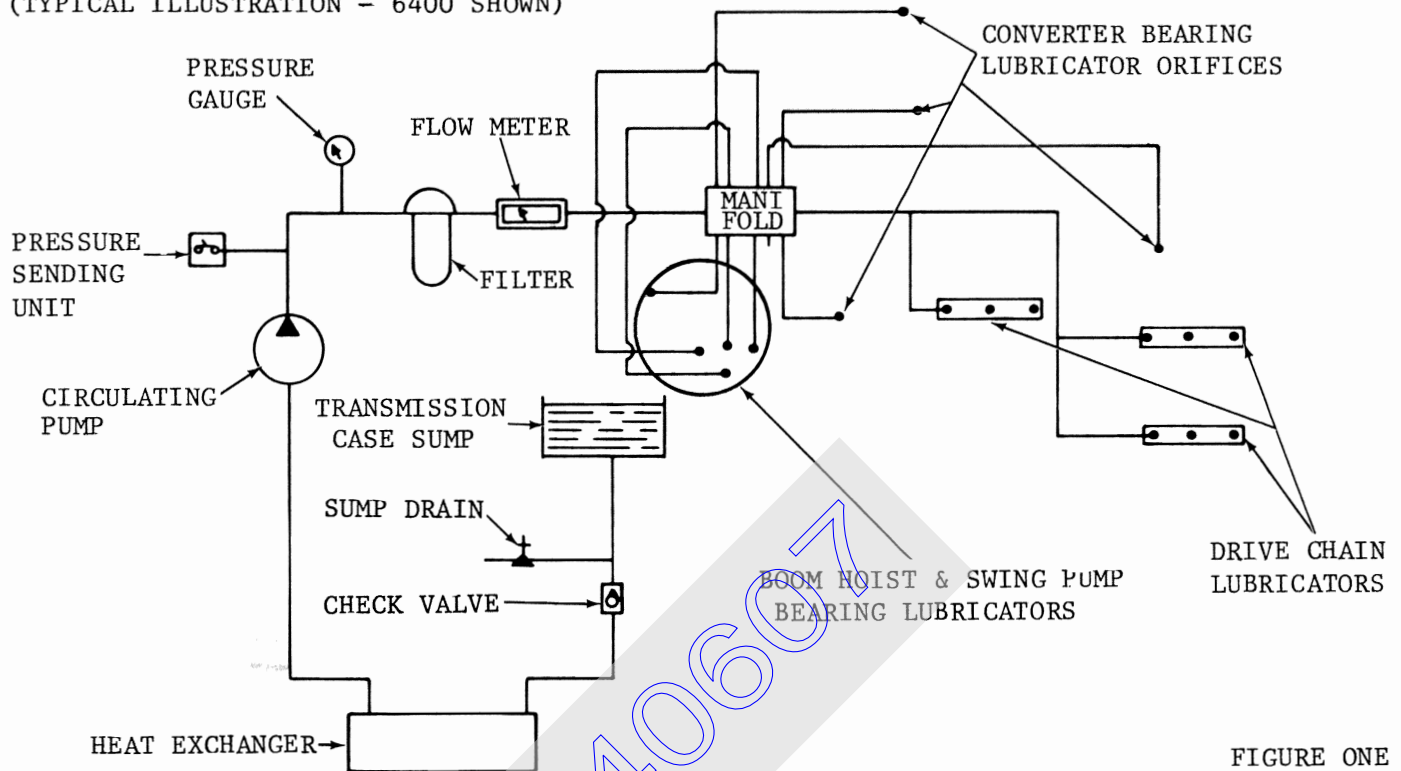 (TYPICAL ILLUSTRATION - 6400 SHOWN)
PRESSURE
GAUGE
FLOW METER
CONVERTER BEARING
LUBRICATOR ORIFICES
MANI
FOLD
PRESSURE
SENDING
UNIT
FILTER
CIRCULATING
PUMP
TRANSMISSION
CASE SUMP
SUMP DRAIN
CHECK VALVE
BOOM HOIST & SWING PUMP
BEARING LUBRICATORS
DRIVE CHAIN
LUBRICATORS
HEAT EXCHANGER
FIGURE ONE
40607